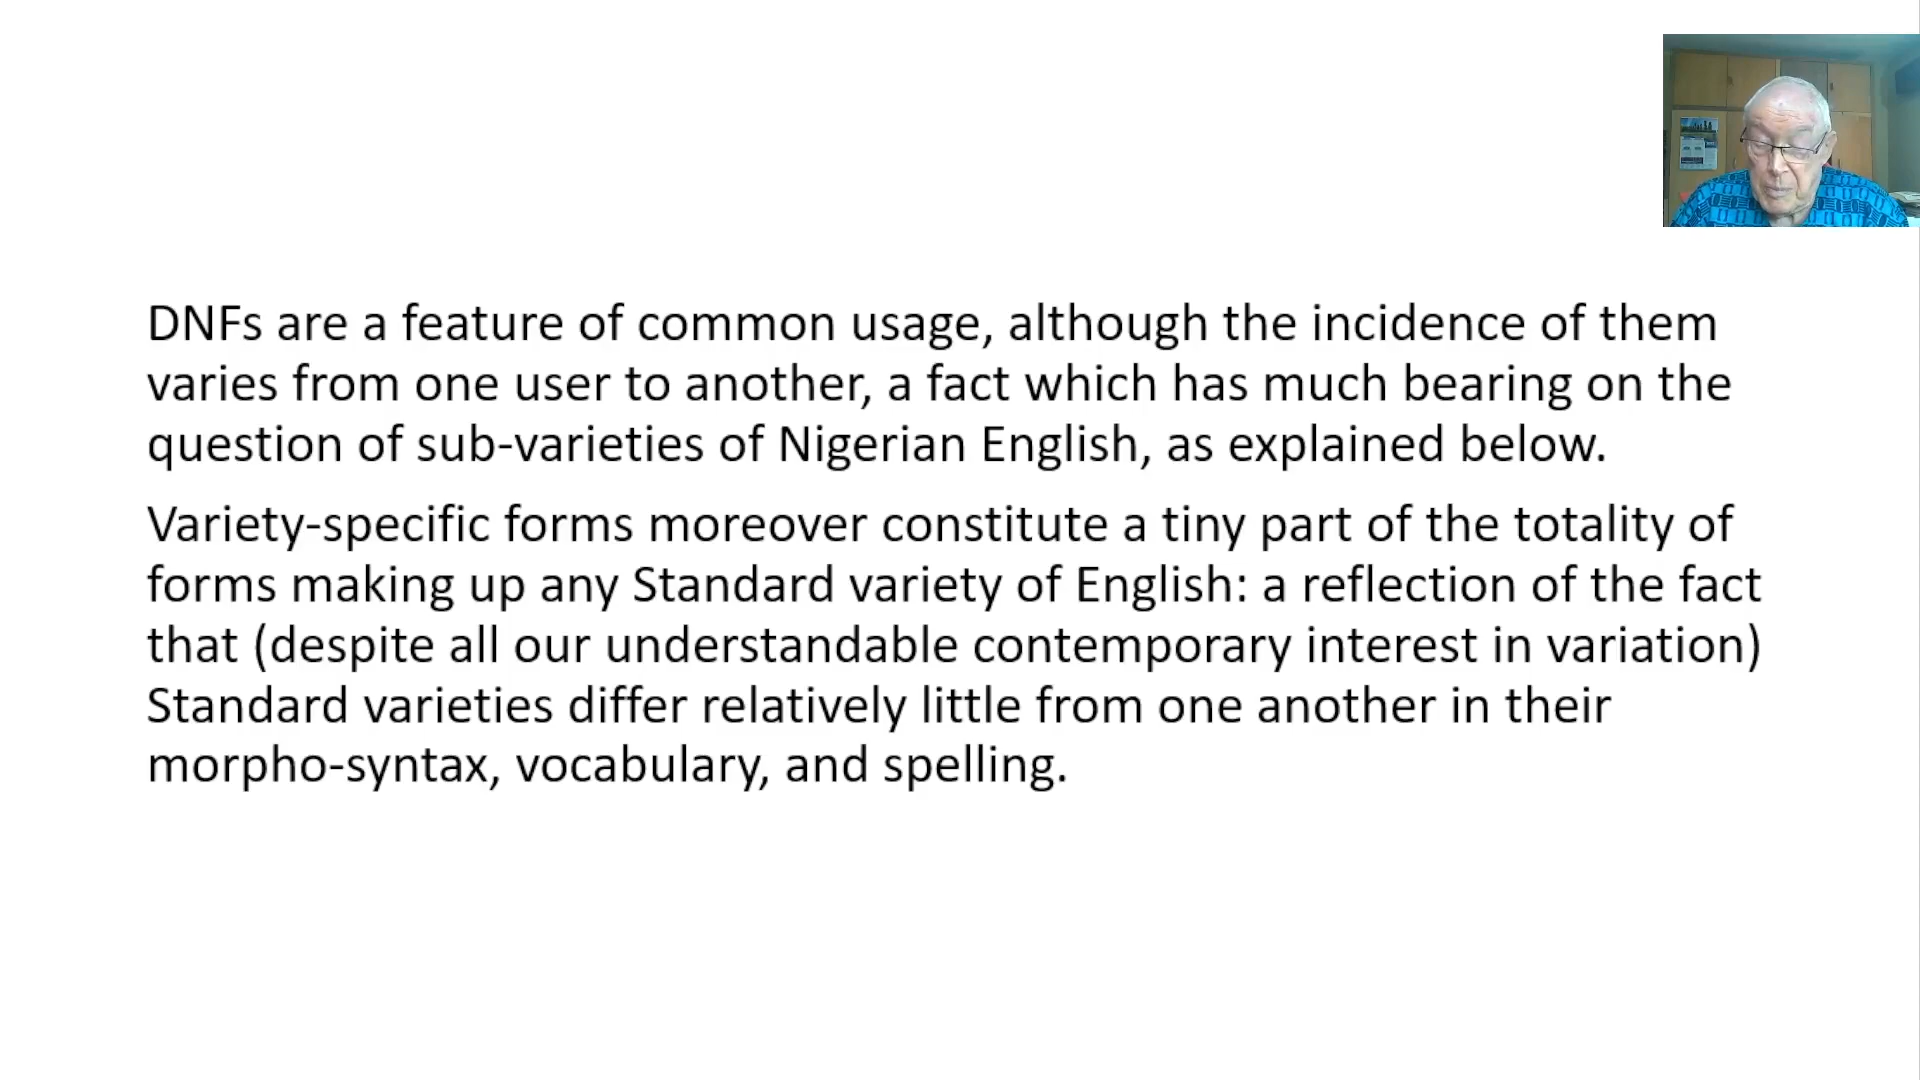 DNFs are a feature of common usage, although the incidence of them
varies from one user to another, a fact which has much bearing on the
question of sub-varieties of Nigerian English, as explained below.
Variety-specific forms moreover constitute a tiny part of the totality of
forms making up any Standard variety of English: a reflection of the fact
that (despite all our understandable contemporary interest in variation)
Standard varieties differ relatively little from one another in their
morpho-syntax, vocabulary, and spelling.